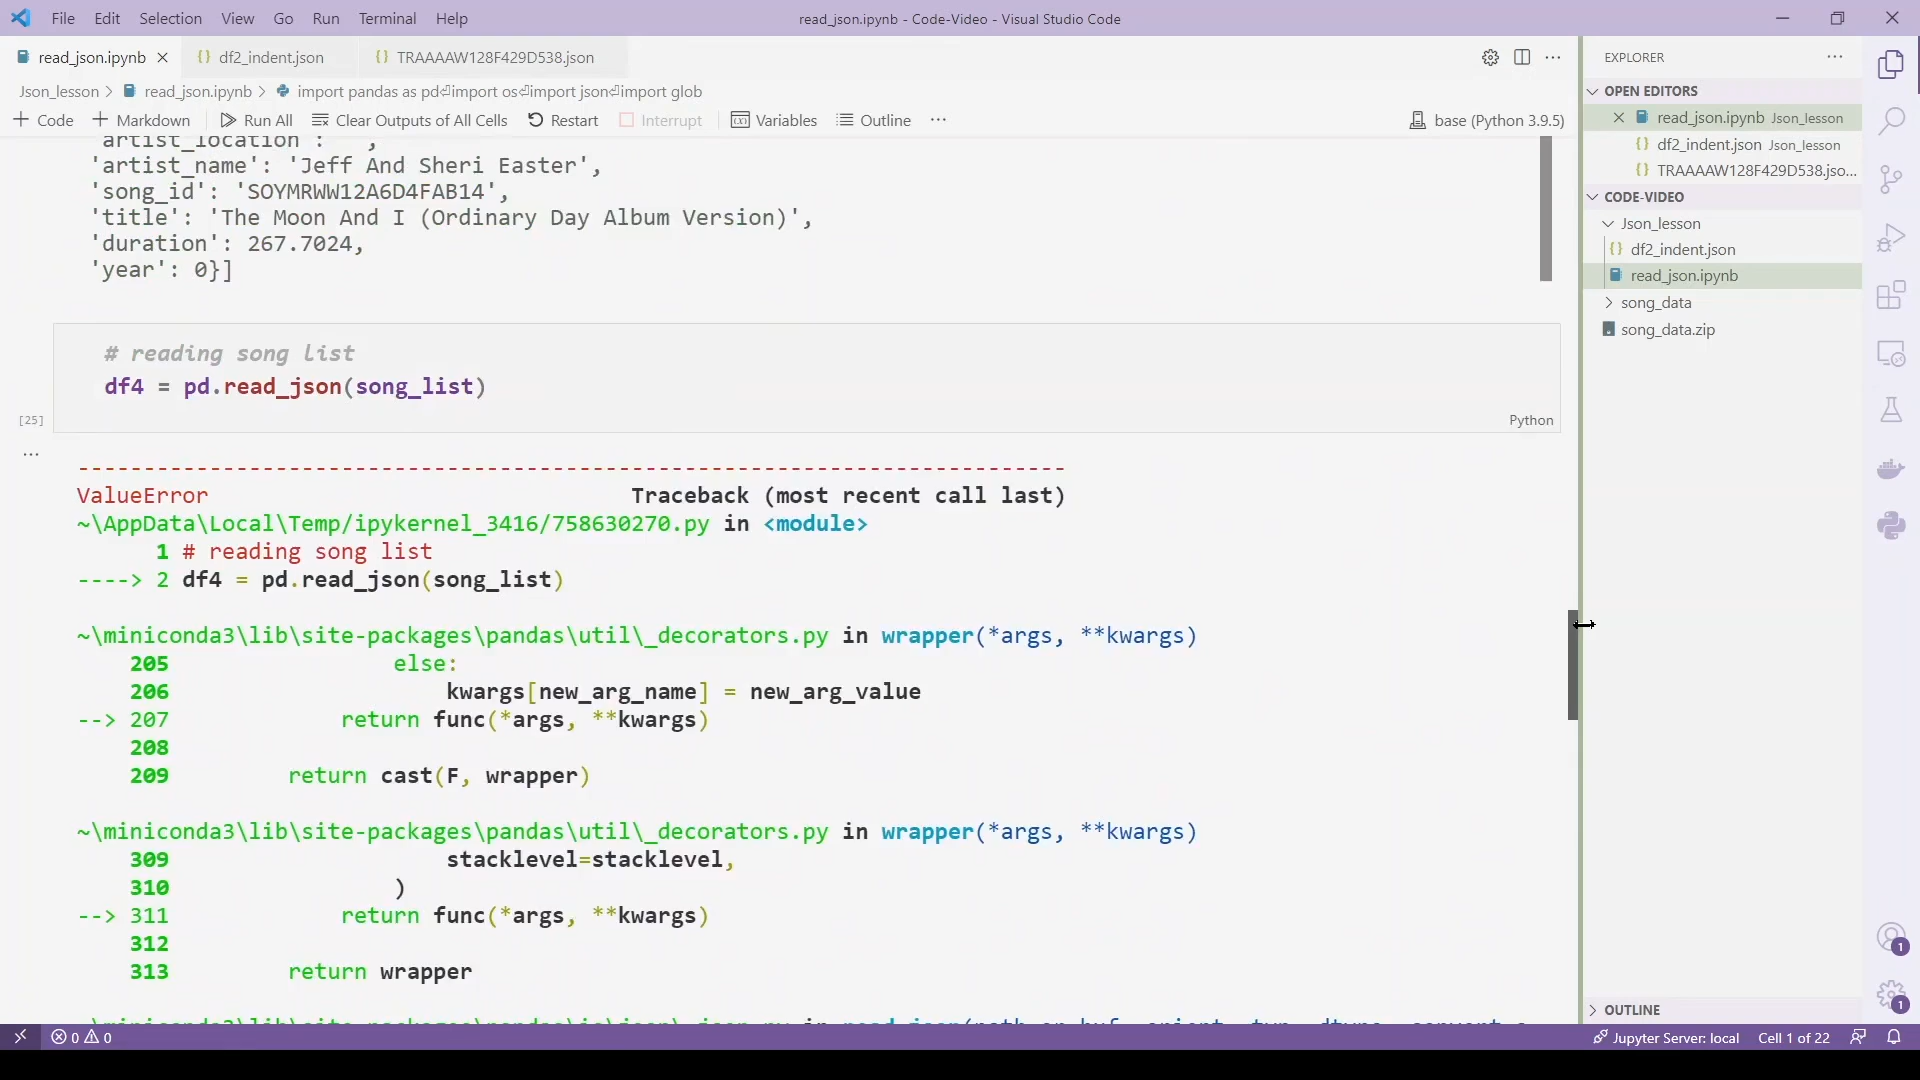 File Edit Selection View Go Run Terminal Help
read_json.ipynb - Code-Video - Visual Studio Code
read_json.ipynb df2_indent.json TRAAAAW128F429D538.json
Json_lesson > read_json.ipynb > import pandas as pd⏎import os⏎import json⏎import glob
+ Code + Markdown Run All Clear Outputs of All Cells Restart Interrupt Variables Outline ...
base (Python 3.9.5)
'artist_location': '',
'artist_name': 'Jeff And Sheri Easter',
'song_id': 'SOYMRWW12A6D4FAB14',
'title': 'The Moon And I (Ordinary Day Album Version)',
'duration': 267.7024,
'year': 0}]
# reading song list
df4 = pd.read_json(song_list)
[25]
Python
...
---------------------------------------------------------------------------
ValueError                                Traceback (most recent call last)
~\AppData\Local\Temp/ipykernel_3416/758630270.py in <module>
      1 # reading song list
----> 2 df4 = pd.read_json(song_list)
~\miniconda3\lib\site-packages\pandas\util\_decorators.py in wrapper(*args, **kwargs)
    205                 else:
    206                     kwargs[new_arg_name] = new_arg_value
--> 207             return func(*args, **kwargs)
    208
    209         return cast(F, wrapper)
~\miniconda3\lib\site-packages\pandas\util\_decorators.py in wrapper(*args, **kwargs)
    309                     stacklevel=stacklevel,
    310                 )
--> 311             return func(*args, **kwargs)
    312
    313         return wrapper
EXPLORER
OPEN EDITORS
read_json.ipynb Json_lesson
df2_indent.json Json_lesson
TRAAAAW128F429D538.jso...
CODE-VIDEO
Json_lesson
df2_indent.json
read_json.ipynb
song_data
song_data.zip
1
1
OUTLINE
0 0
Jupyter Server: local Cell 1 of 22